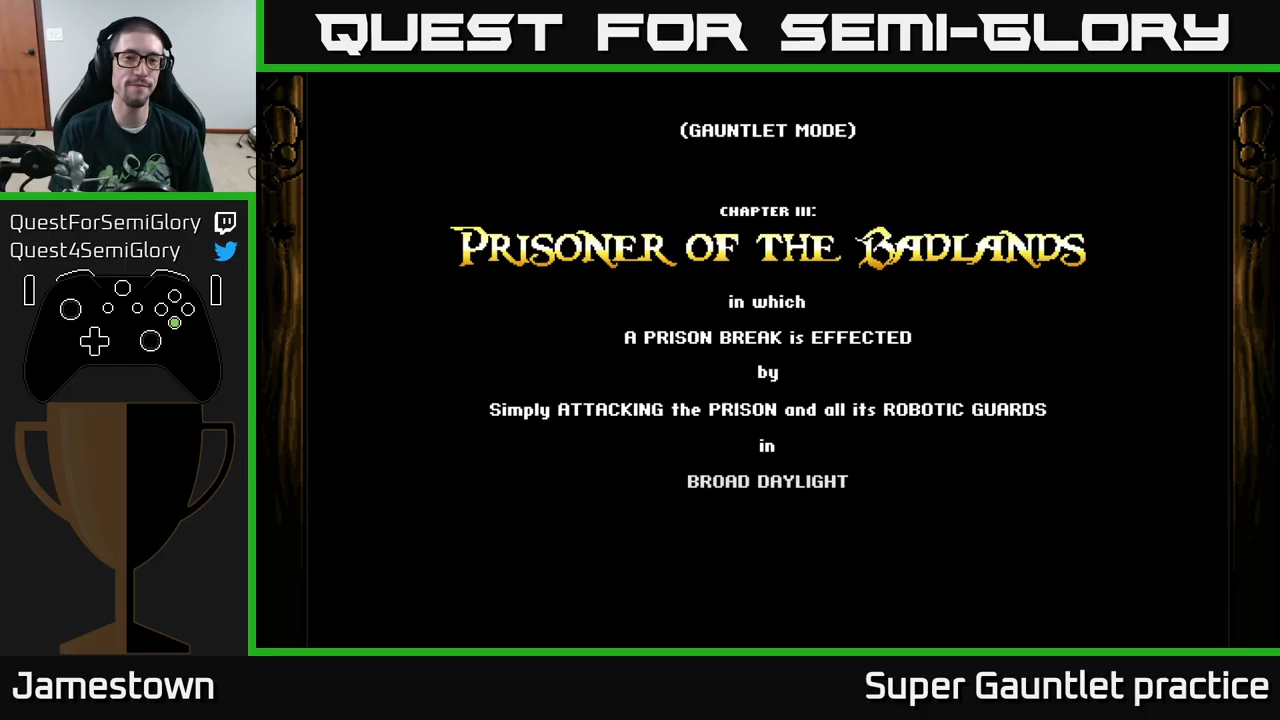 QUEST FOR SEMI-GLORY
QuestForSemiGlory
Quest4SemiGlory
(GAUNTLET MODE)
CHAPTER III:
PRISONER OF THE BADLANDS
in which
A PRISON BREAK is EFFECTED
by
Simply ATTACKING the PRISON and all its ROBOTIC GUARDS
in
BROAD DAYLIGHT
Jamestown
Super Gauntlet practice